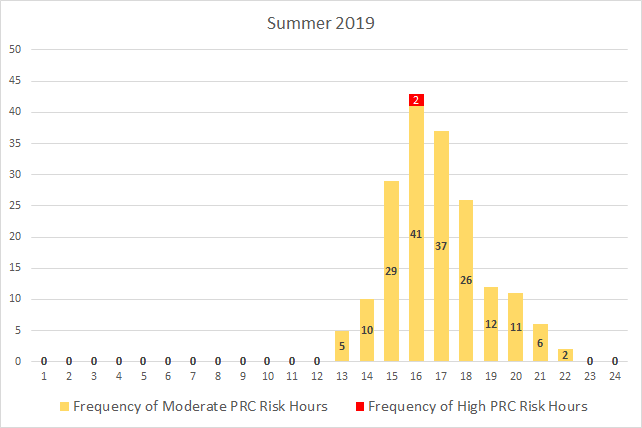 Summer 2019
50
45
40
35
30
25
20
15
10
5
0
0 0 0 0 0 0 0 0 0 0 0 0 5 10 29 41 2 37 26 12 11 6 2 0 0
1 2 3 4 5 6 7 8 9 10 11 12 13 14 15 16 17 18 19 20 21 22 23 24
Frequency of Moderate PRC Risk Hours Frequency of High PRC Risk Hours